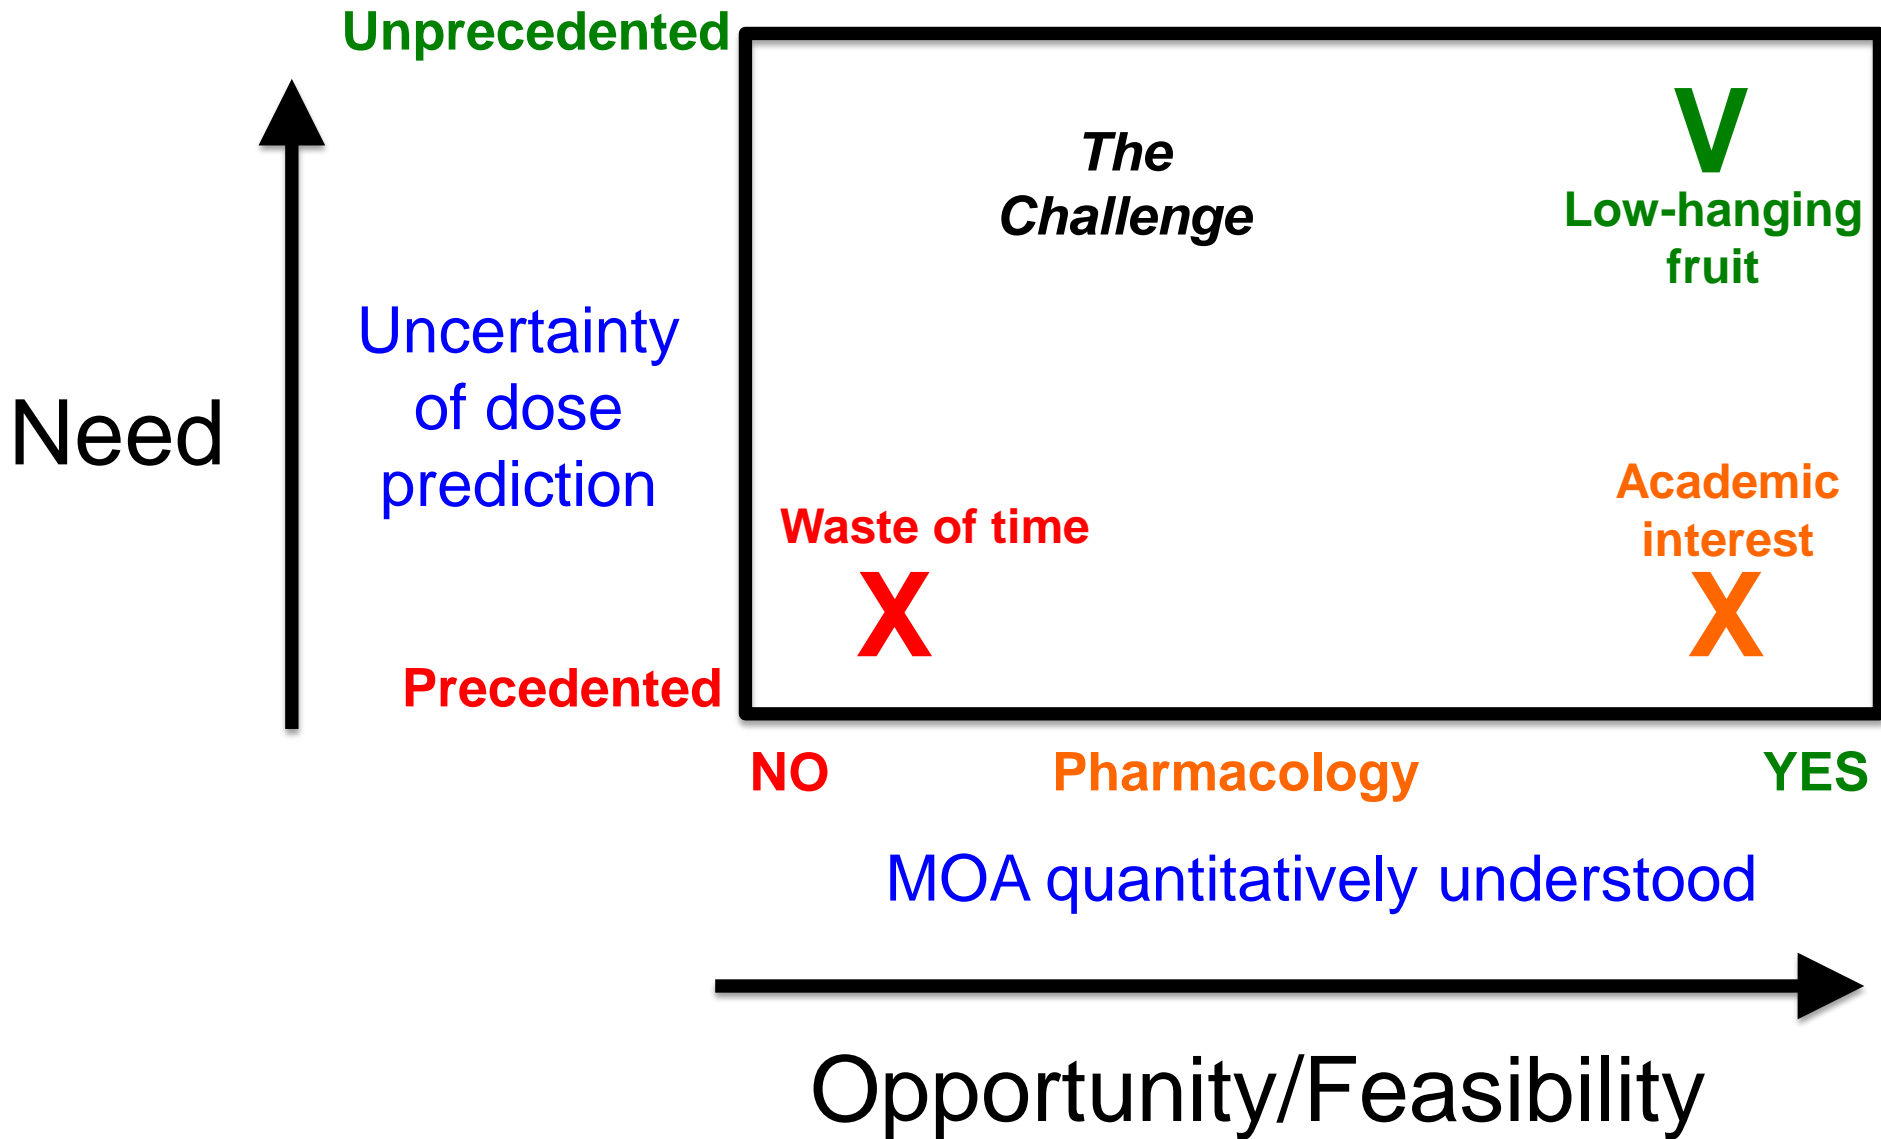 Unprecedented
V
The
Challenge
Low-hanging
fruit
Uncertainty
of dose
prediction
Need
Academic
interest
Waste of time
X
X
Precedented
NO
Pharmacology
YES
MOA quantitatively understood
Opportunity/Feasibility